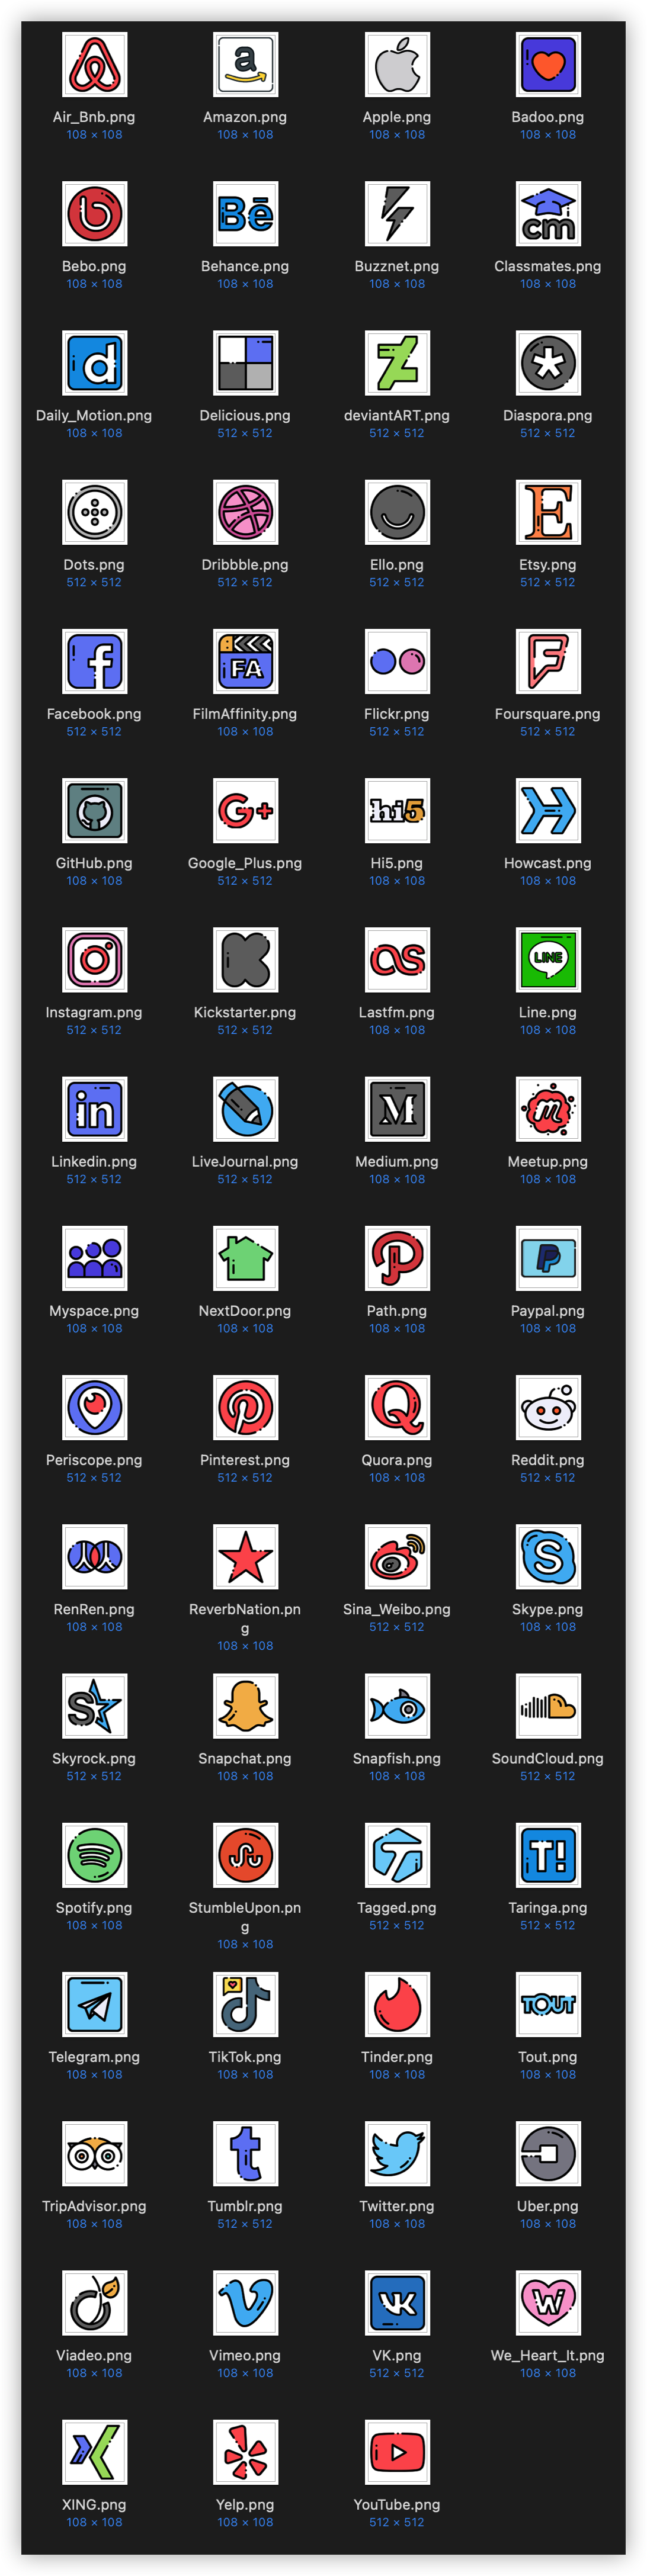 a
Air_Bnb.png Amazon.png Apple.png Badoo.png
108 × 108 108 × 108 108 × 108 108 × 108
b Bē cm
Bebo.png Behance.png Buzznet.png Classmates.png
108 × 108 108 × 108 108 × 108 108 × 108
d
Daily_Motion.png Delicious.png deviantART.png Diaspora.png
108 × 108 512 × 512 512 × 512 512 × 512
E
Dots.png Dribbble.png Ello.png Etsy.png
512 × 512 512 × 512 512 × 512 512 × 512
f FA F
Facebook.png FilmAffinity.png Flickr.png Foursquare.png
512 × 512 108 × 108 512 × 512 512 × 512
G+ hi5 H
GitHub.png Google_Plus.png Hi5.png Howcast.png
108 × 108 512 × 512 108 × 108 108 × 108
K as LINE
Instagram.png Kickstarter.png Lastfm.png Line.png
512 × 512 512 × 512 108 × 108 108 × 108
in M m
Linkedin.png LiveJournal.png Medium.png Meetup.png
512 × 512 512 × 512 108 × 108 108 × 108
P P
Myspace.png NextDoor.png Path.png Paypal.png
108 × 108 108 × 108 108 × 108 108 × 108
P Q
Periscope.png Pinterest.png Quora.png Reddit.png
512 × 512 512 × 512 108 × 108 512 × 512
S
RenRen.png ReverbNation.pn Sina_Weibo.png Skype.png
g
108 × 108 108 × 108 512 × 512 108 × 108
S
Skyrock.png Snapchat.png Snapfish.png SoundCloud.png
512 × 512 108 × 108 108 × 108 512 × 512
T!
Spotify.png StumbleUpon.pn Tagged.png Taringa.png
g
108 × 108 108 × 108 512 × 512 512 × 512
TOUT
Telegram.png TikTok.png Tinder.png Tout.png
108 × 108 108 × 108 108 × 108 108 × 108
t
TripAdvisor.png Tumblr.png Twitter.png Uber.png
108 × 108 512 × 512 108 × 108 108 × 108
V VK W
Viadeo.png Vimeo.png VK.png We_Heart_It.png
108 × 108 108 × 108 512 × 512 108 × 108
XING.png Yelp.png YouTube.png
108 × 108 108 × 108 512 × 512